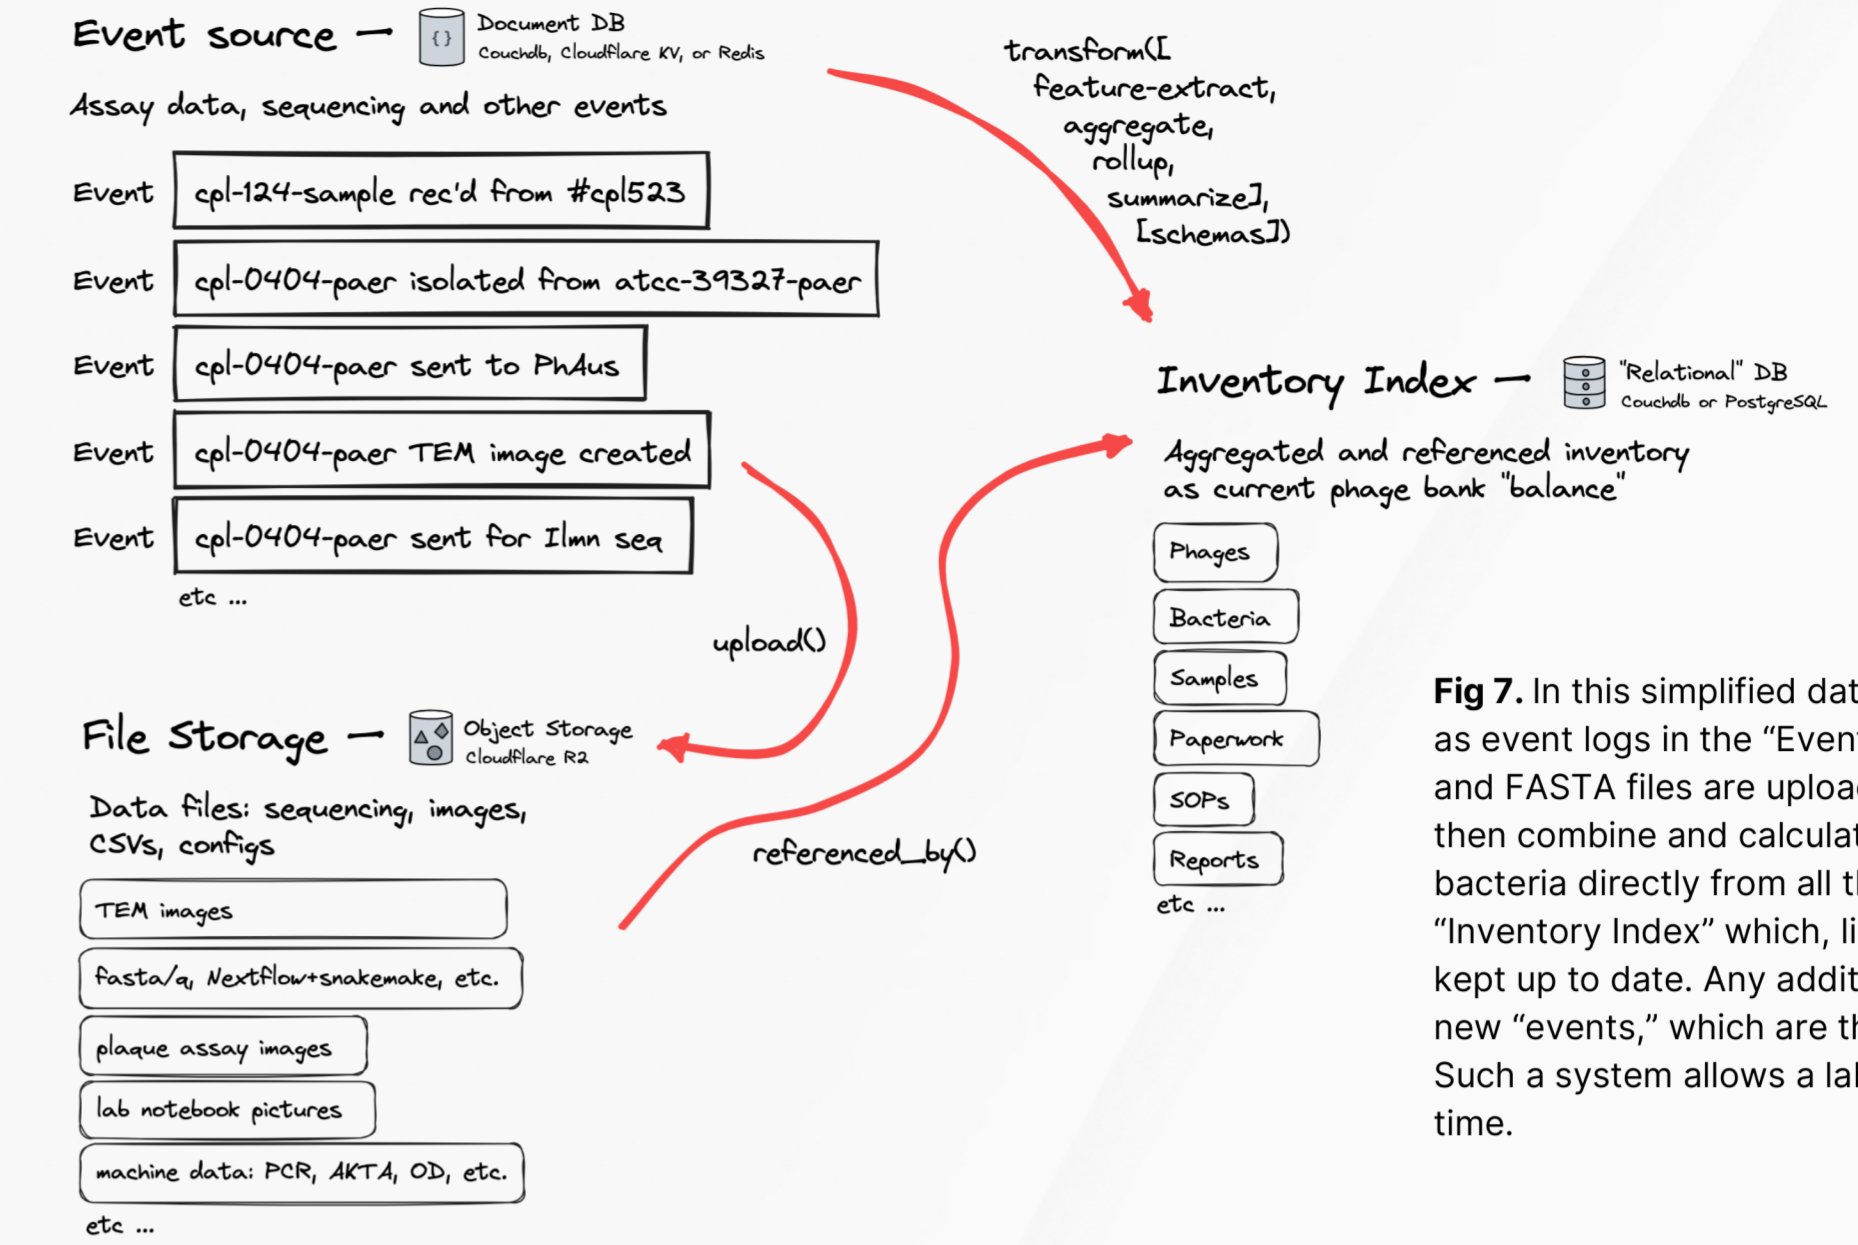 Event source —
{}
Document DB
Couchdb, Cloudflare KV, or Redis
Assay data, sequencing and other events
Event
cpl-124-sample rec'd from #cpl523
Event
cpl-0404-paer isolated from atcc-39327-paer
Event
cpl-0404-paer sent to PhAus
Event
cpl-0404-paer TEM image created
Event
cpl-0404-paer sent for Ilmn seq
etc ...
transform([
feature-extract,
aggregate,
rollup,
summarize],
[schemas])
upload()
File Storage —
Object Storage
Cloudflare R2
Data files: sequencing, images,
CSVs, configs
TEM images
fasta/q, Nextflow+snakemake, etc.
plaque assay images
lab notebook pictures
machine data: PCR, AKTA, OD, etc.
etc ...
referenced_by()
Inventory Index —
"Relational" DB
Couchdb or PostgreSQL
Aggregated and referenced inventory
as current phage bank "balance"
Phages
Bacteria
Samples
Paperwork
SOPs
Reports
etc ...
Fig 7. In this simplified dat
as event logs in the “Even
and FASTA files are uploa
then combine and calculat
bacteria directly from all t
“Inventory Index” which, li
kept up to date. Any addit
new “events,” which are th
Such a system allows a la
time.